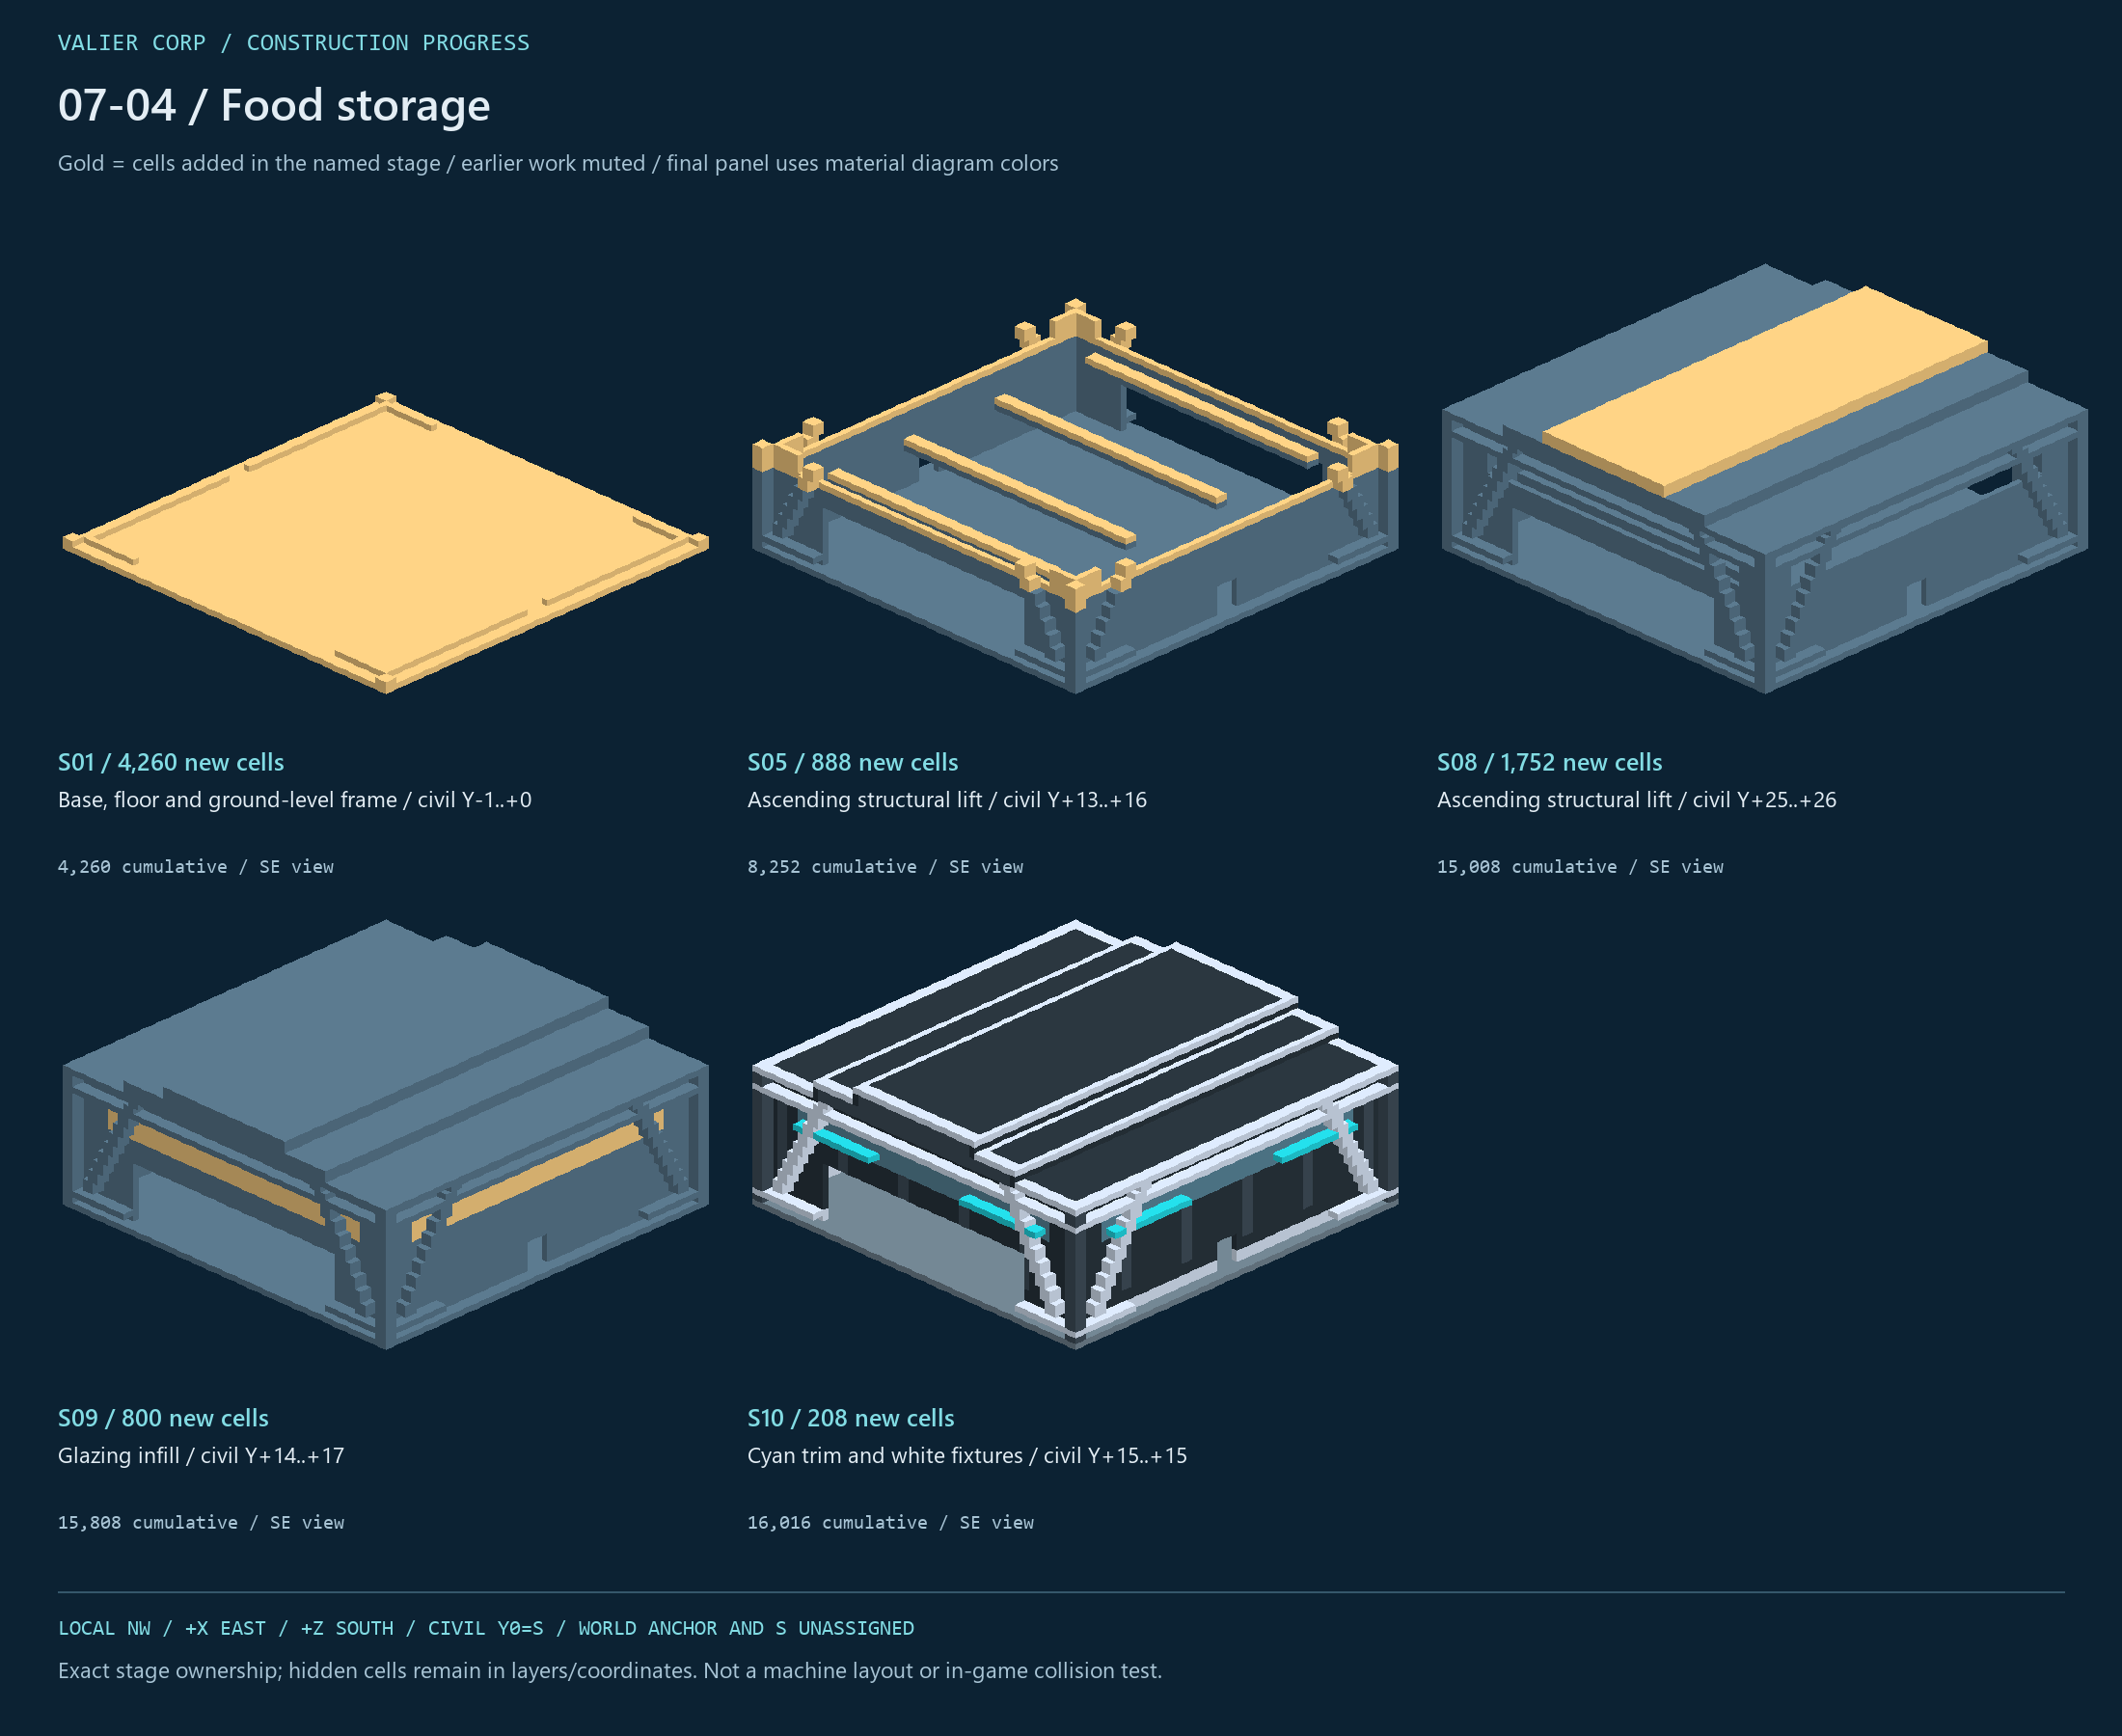 VALIER CORP / CONSTRUCTION PROGRESS
07-04 / Food storage
Gold = cells added in the named stage / earlier work muted / final panel uses material diagram colors
S01 / 4,260 new cells
Base, floor and ground-level frame / civil Y-1..+0
4,260 cumulative / SE view
S05 / 888 new cells
Ascending structural lift / civil Y+13..+16
8,252 cumulative / SE view
S08 / 1,752 new cells
Ascending structural lift / civil Y+25..+26
15,008 cumulative / SE view
S09 / 800 new cells
Glazing infill / civil Y+14..+17
15,808 cumulative / SE view
S10 / 208 new cells
Cyan trim and white fixtures / civil Y+15..+15
16,016 cumulative / SE view
LOCAL NW / +X EAST / +Z SOUTH / CIVIL Y0=S / WORLD ANCHOR AND S UNASSIGNED
Exact stage ownership; hidden cells remain in layers/coordinates. Not a machine layout or in-game collision test.